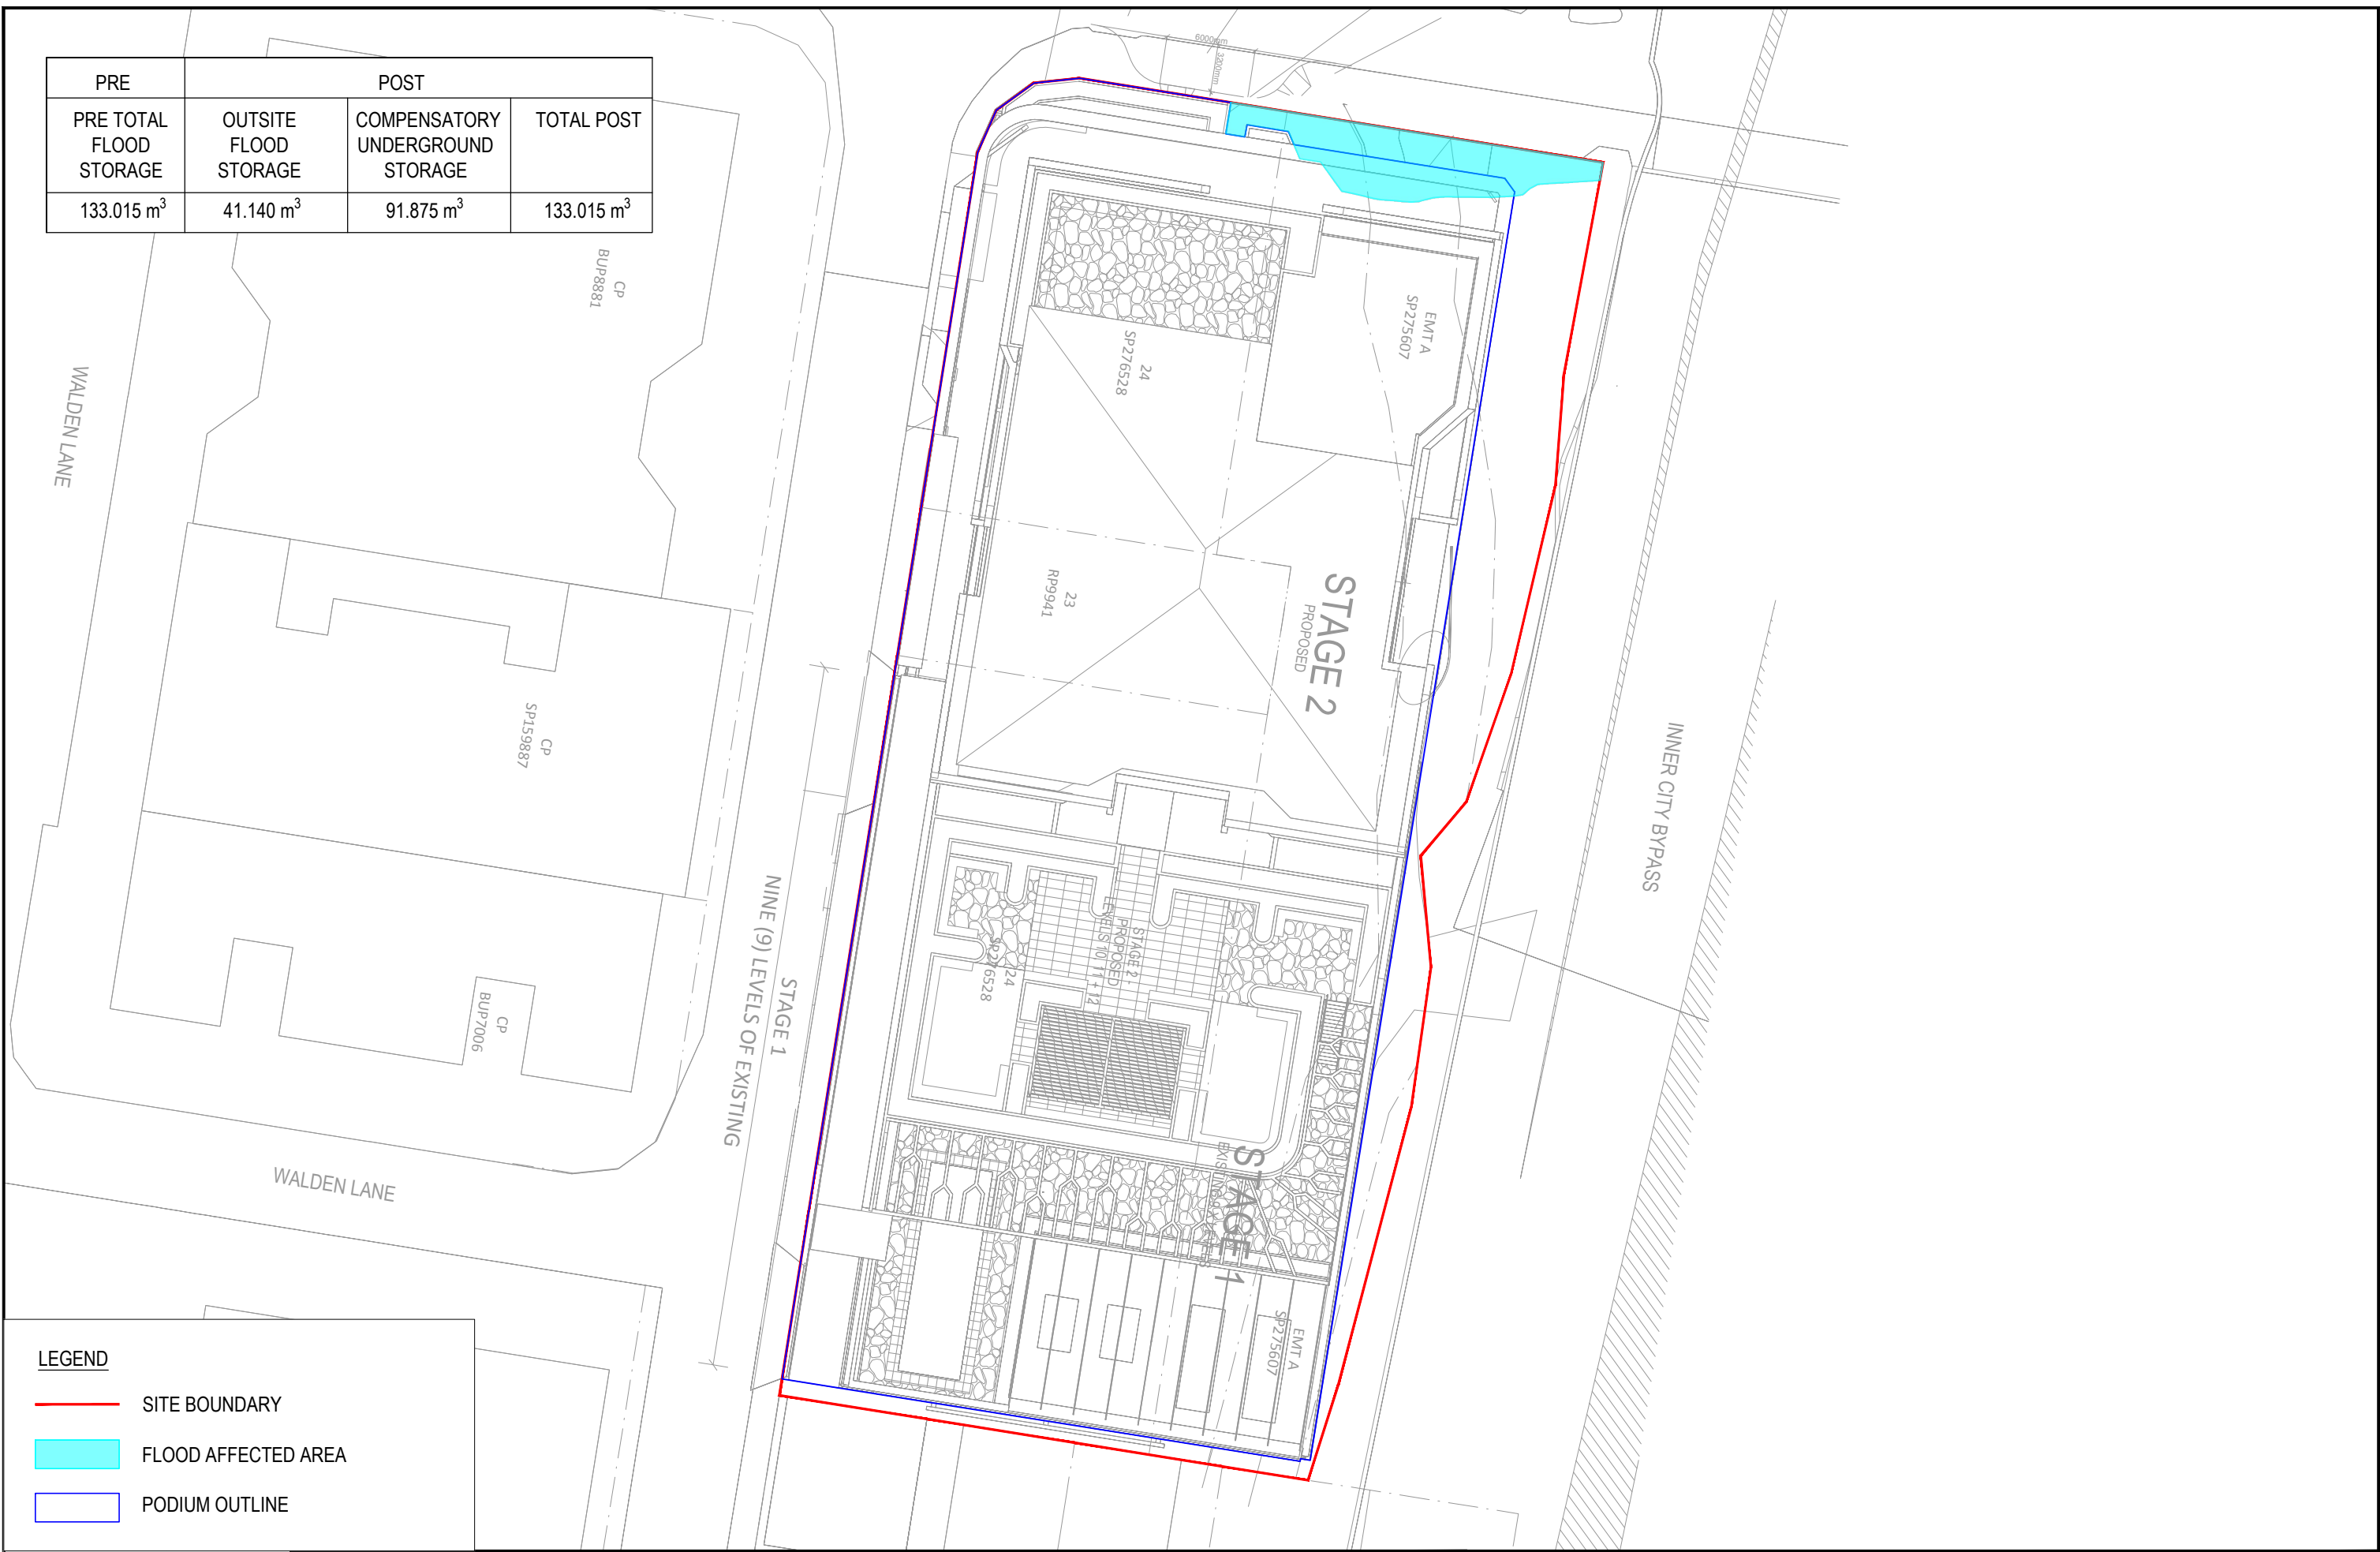 PRE
POST
PRE TOTAL
FLOOD
STORAGE
OUTSITE
FLOOD
STORAGE
COMPENSATORY
UNDERGROUND
STORAGE
TOTAL POST
133.015 m³
41.140 m³
91.875 m³
133.015 m³
6000mm
3200mm
CP
BUP8881
WALDEN LANE
CP
SP159887
CP
BUP7006
WALDEN LANE
STAGE 1
NINE (9) LEVELS OF EXISTING
24
SP276528
EMT A
SP275607
23
RP9941
STAGE 2
PROPOSED
INNER CITY BYPASS
STAGE 2 -
PROPOSED
LEVELS 10, 11 + 12
24
SP276528
STAGE 1
EMT A
SP275607
LEGEND
SITE BOUNDARY
FLOOD AFFECTED AREA
PODIUM OUTLINE